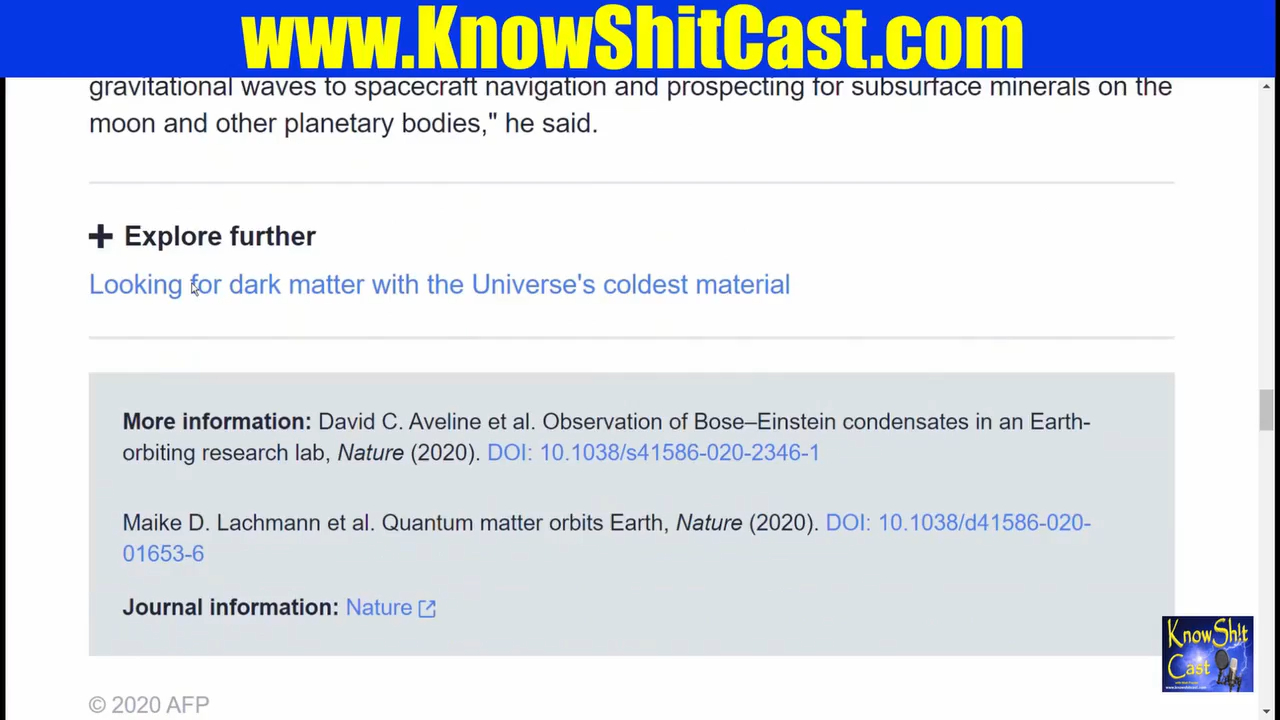 www.KnowShitCast.com
gravitational waves to spacecraft navigation and prospecting for subsurface minerals on the
moon and other planetary bodies," he said.
Explore further
Looking for dark matter with the Universe's coldest material
More information: David C. Aveline et al. Observation of Bose–Einstein condensates in an Earth-
orbiting research lab, Nature (2020). DOI: 10.1038/s41586-020-2346-1
Maike D. Lachmann et al. Quantum matter orbits Earth, Nature (2020). DOI: 10.1038/d41586-020-
01653-6
Journal information: Nature
© 2020 AFP
KnowSh!t
Cast
www.knowshitcast.com